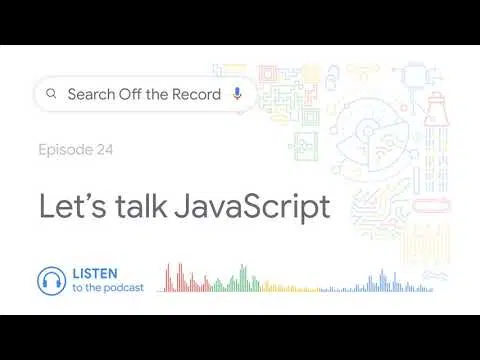 Search Off the Record
Episode 24
Let's talk JavaScript
LISTEN
to the podcast